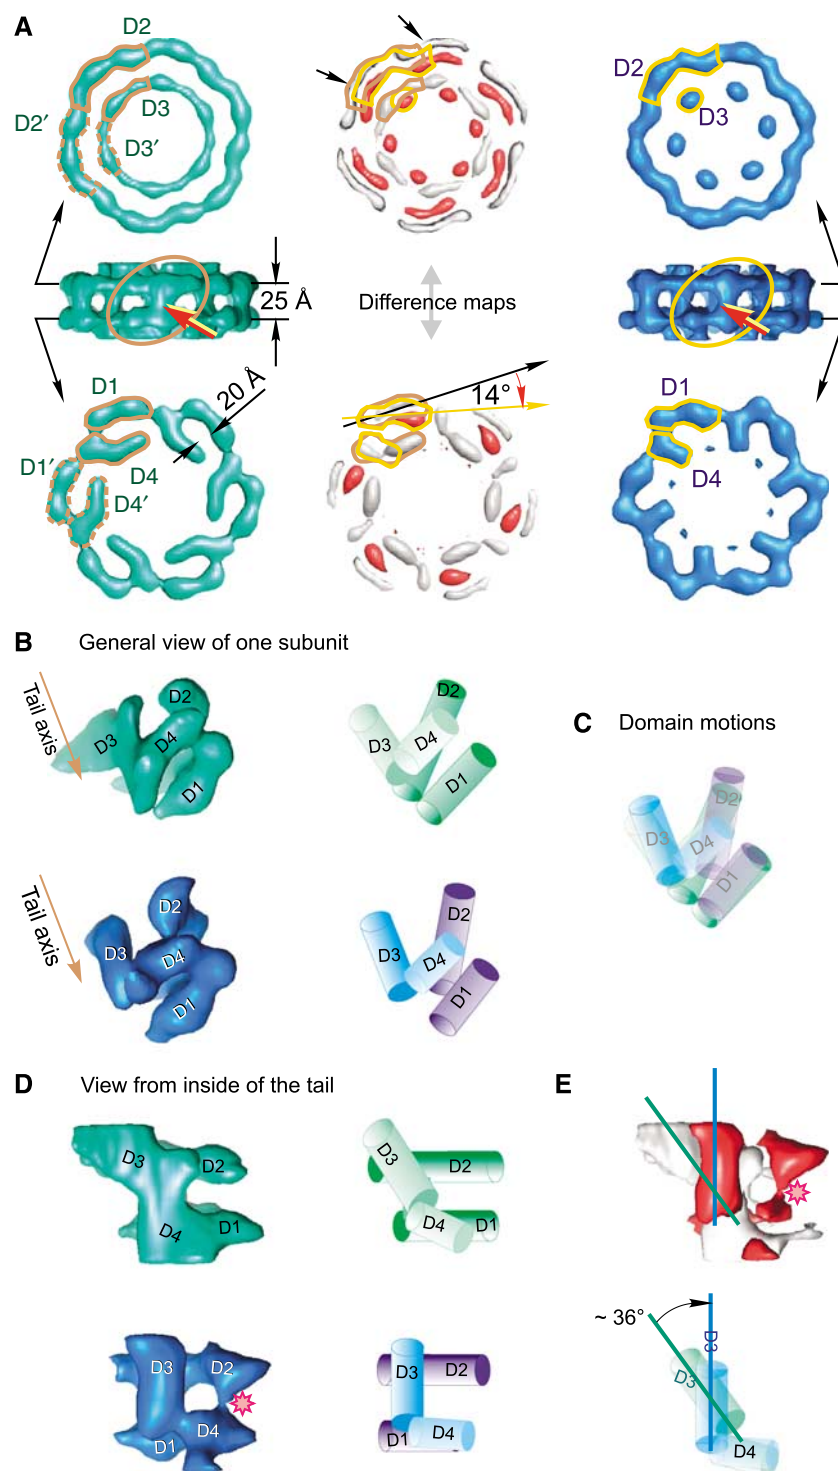 A
D2
D3
D2′
D3′
D2
D3
25 Å
Difference maps
D1
20 Å
D4
D1′
D4′
14°
D1
D4
B General view of one subunit
Tail axis
D3
D2
D4
D1
D2
D3
D4
D1
C Domain motions
D3
D2
D4
D1
Tail axis
D2
D3
D4
D1
D2
D3
D4
D1
D View from inside of the tail
D3
D2
D4
D1
D3
D2
D4
D1
E
D3
D2
D4
D1
D3
D2
D1
D4
~ 36°
D3
D3
D4